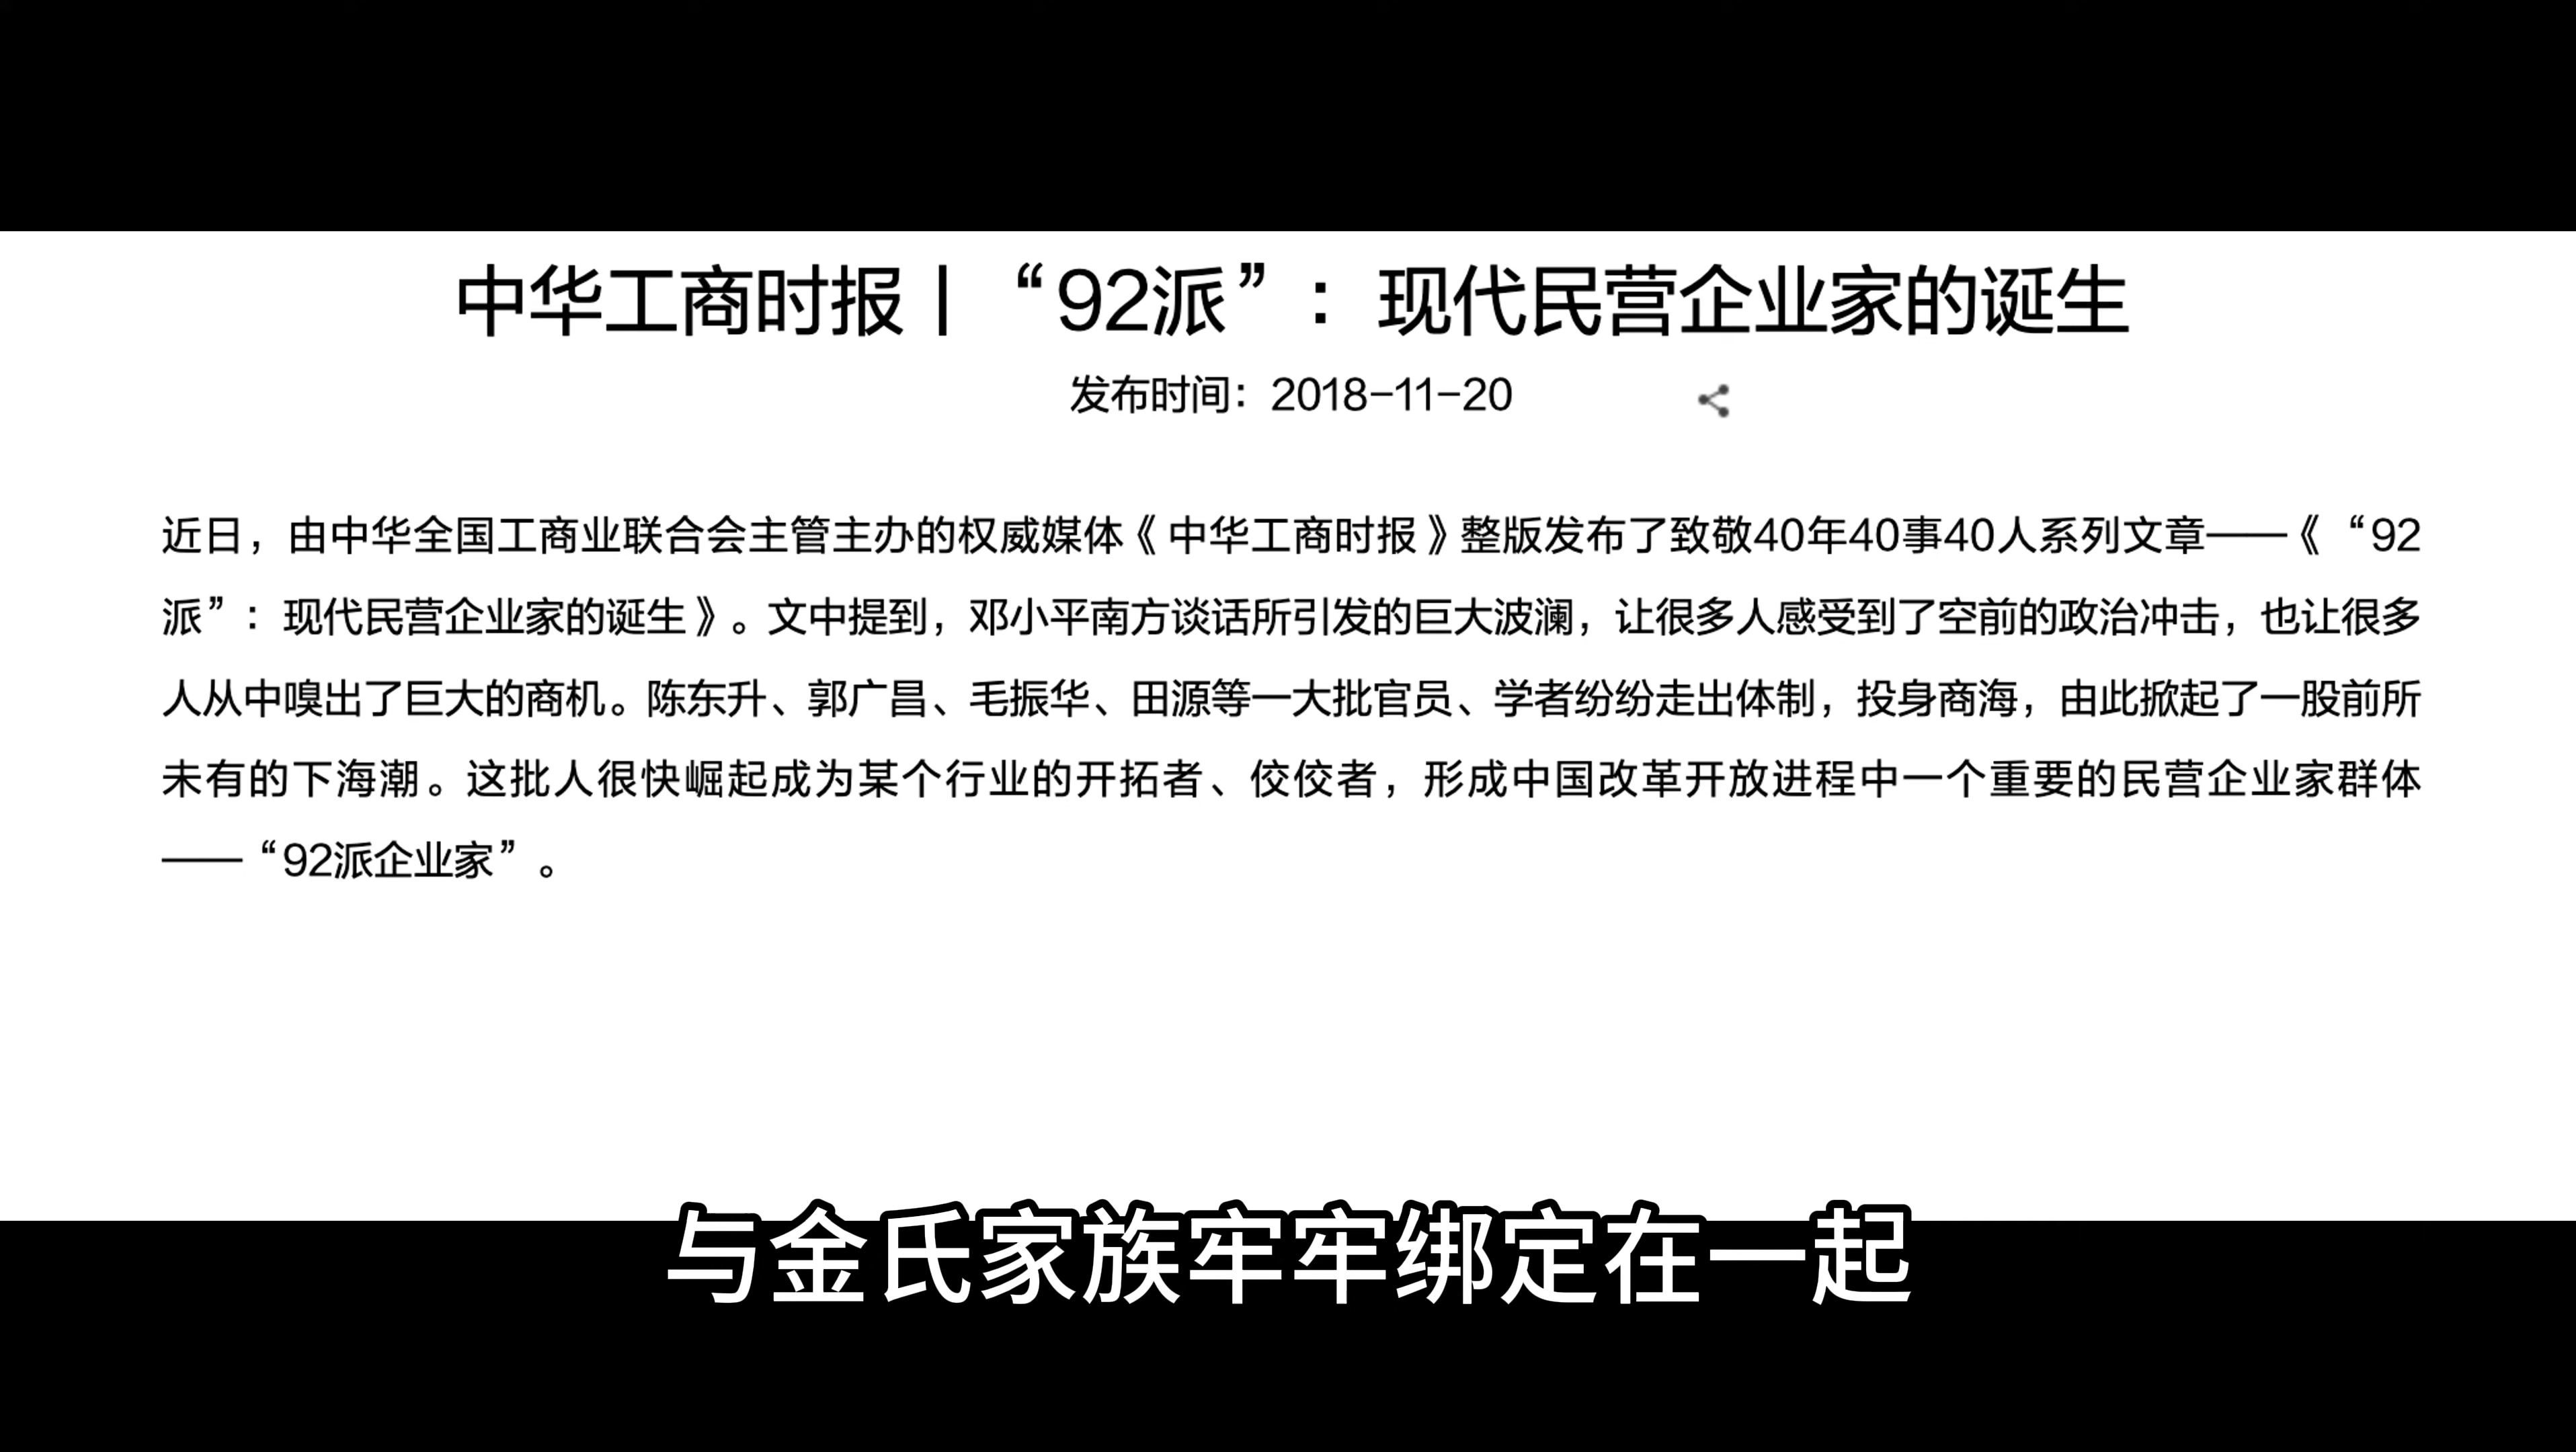 中华工商时报丨“92派”：现代民营企业家的诞生
发布时间：2018-11-20
近日，由中华全国工商业联合会主管主办的权威媒体《中华工商时报》整版发布了致敬40年40事40人系列文章——《“92
派”：现代民营企业家的诞生》。文中提到，邓小平南方谈话所引发的巨大波澜，让很多人感受到了空前的政治冲击，也让很多
人从中嗅出了巨大的商机。陈东升、郭广昌、毛振华、田源等一大批官员、学者纷纷走出体制，投身商海，由此掀起了一股前所
未有的下海潮。这批人很快崛起成为某个行业的开拓者、佼佼者，形成中国改革开放进程中一个重要的民营企业家群体
——“92派企业家”。
与金氏家族牢牢绑定在一起